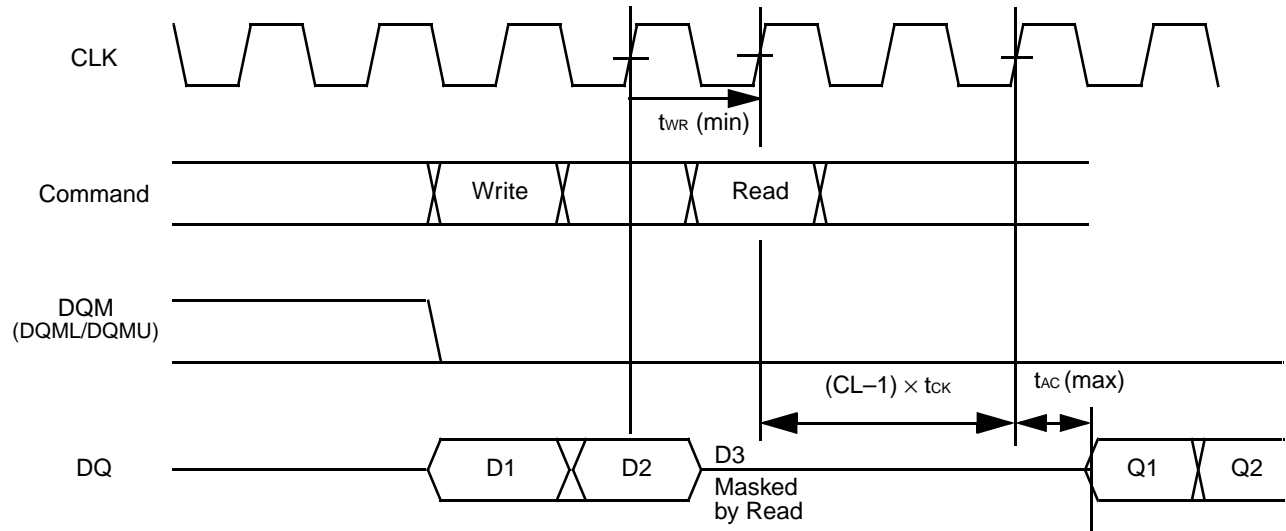 CLK
tWR (min)
Command
Write
Read
DQM
(DQML/DQMU)
(CL–1) × tCK
tAC (max)
DQ
D1
D2
D3
Masked
by Read
Q1
Q2